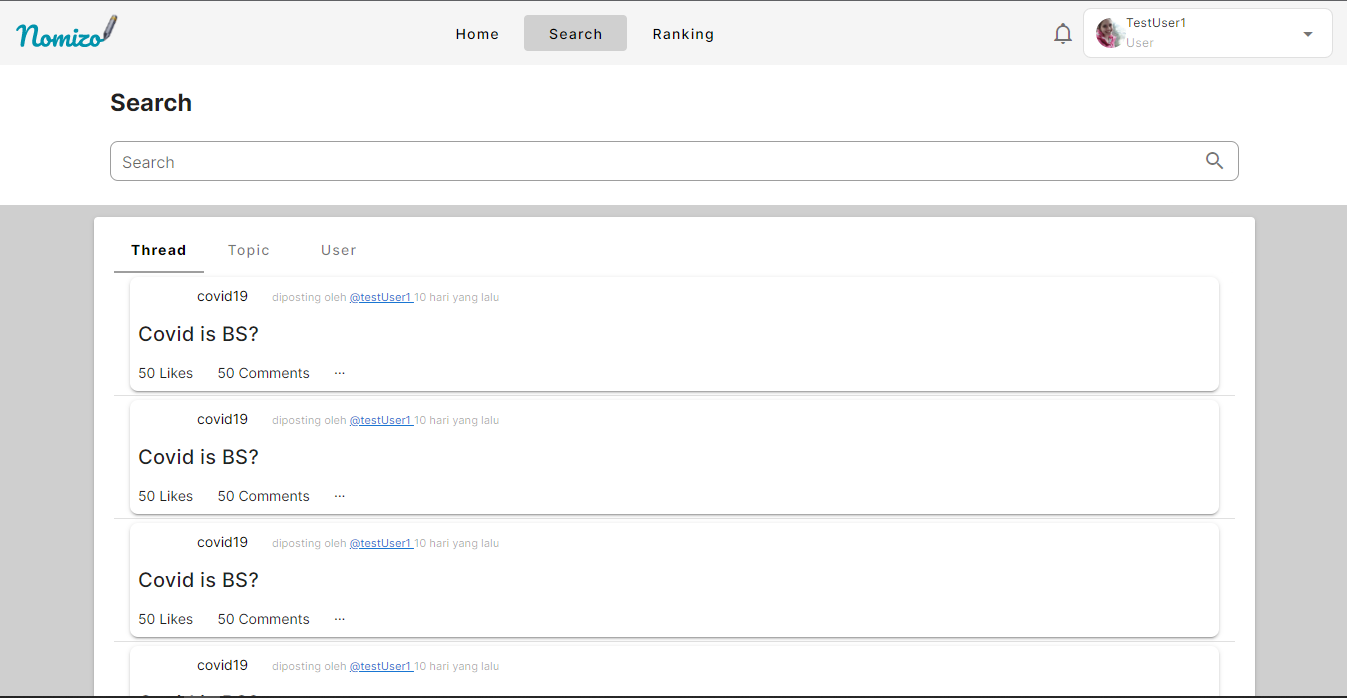 Nomizo
Home
Search
Ranking
TestUser1
User
Search
Search
Thread
Topic
User
covid19 diposting oleh @testUser1 10 hari yang lalu
Covid is BS?
50 Likes 50 Comments ...
covid19 diposting oleh @testUser1 10 hari yang lalu
Covid is BS?
50 Likes 50 Comments ...
covid19 diposting oleh @testUser1 10 hari yang lalu
Covid is BS?
50 Likes 50 Comments ...
covid19 diposting oleh @testUser1 10 hari yang lalu